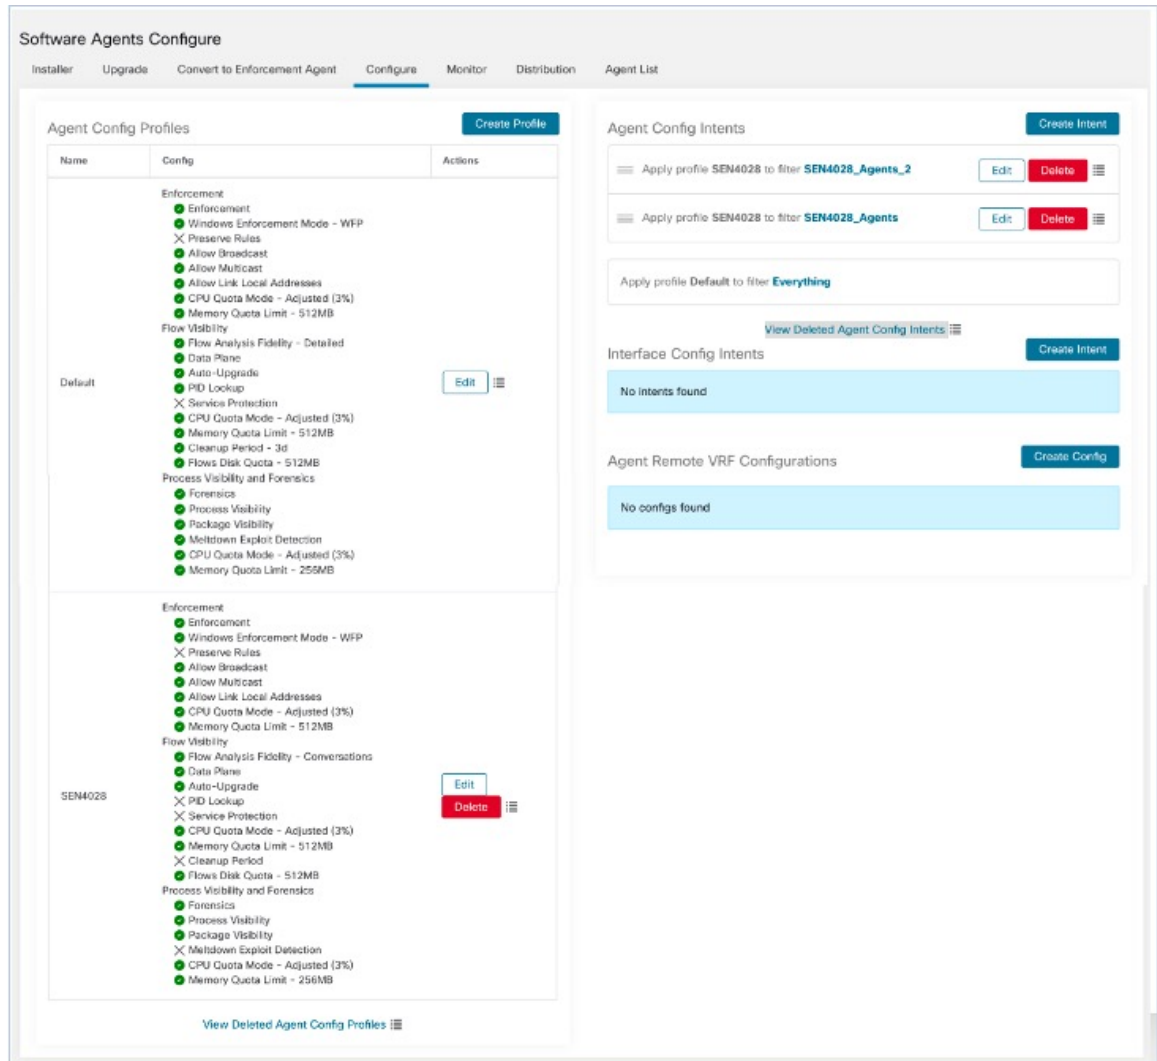 Software Agents Configure
Installer Upgrade Convert to Enforcement Agent Configure Monitor Distribution Agent List
Agent Config Profiles
Create Profile
Name Config Actions
Default
Enforcement
Enforcement
Windows Enforcement Mode - WFP
Preserve Rules
Allow Broadcast
Allow Multicast
Allow Link Local Addresses
CPU Quota Mode - Adjusted (3%)
Memory Quota Limit - 512MB
Flow Visibility
Flow Analysis Fidelity - Detailed
Data Plane
Auto-Upgrade
PID Lookup
Service Protection
CPU Quota Mode - Adjusted (3%)
Memory Quota Limit - 512MB
Cleanup Period - 3d
Flows Disk Quota - 512MB
Process Visibility and Forensics
Forensics
Process Visibility
Package Visibility
Meltdown Exploit Detection
CPU Quota Mode - Adjusted (3%)
Memory Quota Limit - 256MB
Edit
SEN4028
Enforcement
Enforcement
Windows Enforcement Mode - WFP
Preserve Rules
Allow Broadcast
Allow Multicast
Allow Link Local Addresses
CPU Quota Mode - Adjusted (3%)
Memory Quota Limit - 512MB
Flow Visibility
Flow Analysis Fidelity - Conversations
Data Plane
Auto-Upgrade
PID Lookup
Service Protection
CPU Quota Mode - Adjusted (3%)
Memory Quota Limit - 512MB
Cleanup Period
Flows Disk Quota - 512MB
Process Visibility and Forensics
Forensics
Process Visibility
Package Visibility
Meltdown Exploit Detection
CPU Quota Mode - Adjusted (3%)
Memory Quota Limit - 256MB
Edit
Delete
View Deleted Agent Config Profiles
Agent Config Intents
Create Intent
Apply profile SEN4028 to filter SEN4028_Agents_2 Edit Delete
Apply profile SEN4028 to filter SEN4028_Agents Edit Delete
Apply profile Default to filter Everything
View Deleted Agent Config Intents
Interface Config Intents
Create Intent
No intents found
Agent Remote VRF Configurations
Create Config
No configs found